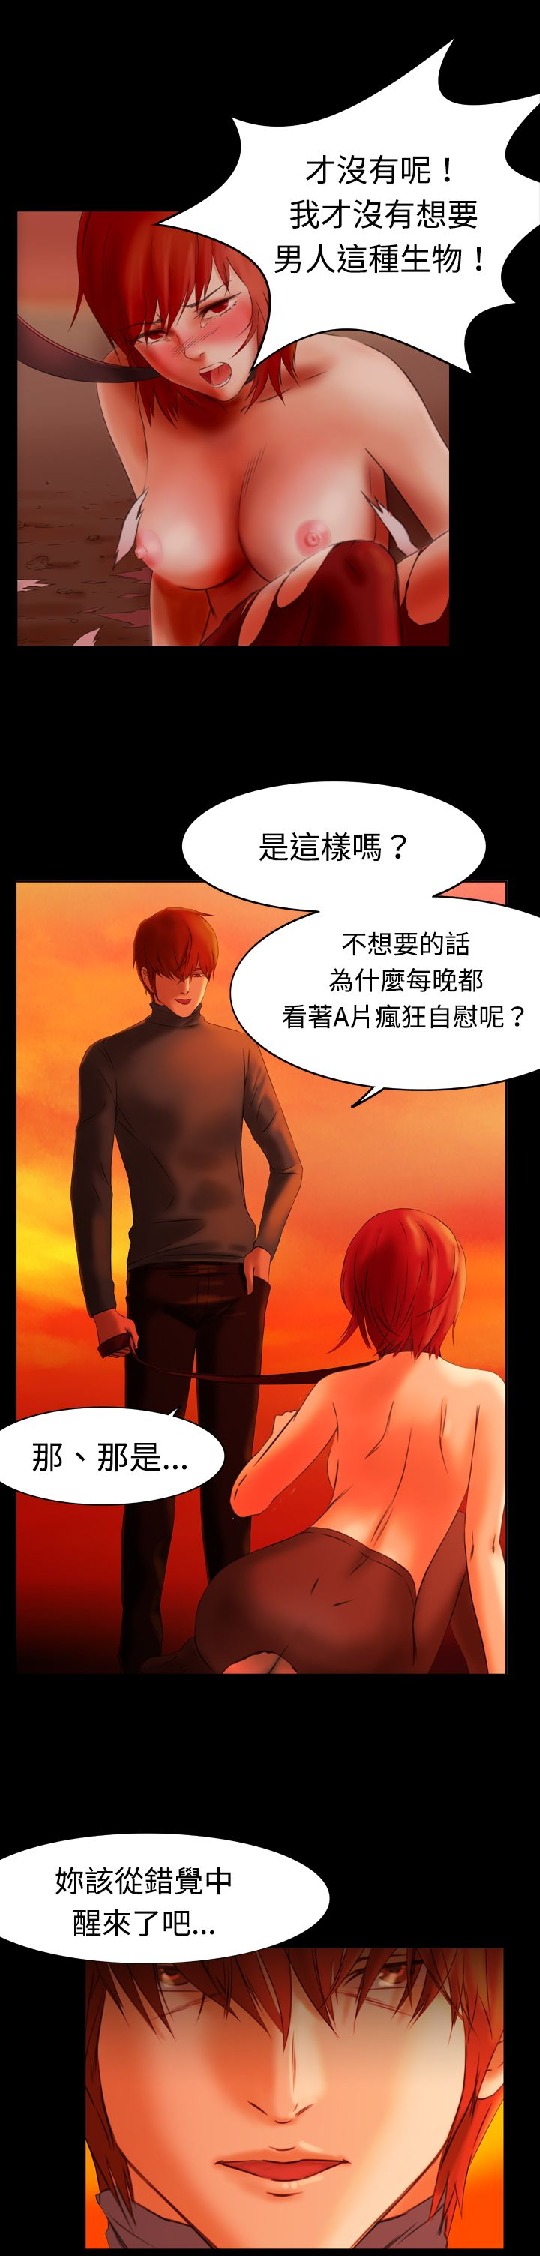 才沒有呢！
我才沒有想要
男人這種生物！
是這樣嗎？
不想要的話
為什麼每晚都
看著A片瘋狂自慰呢？
那、那是...
妳該從錯覺中
醒來了吧...